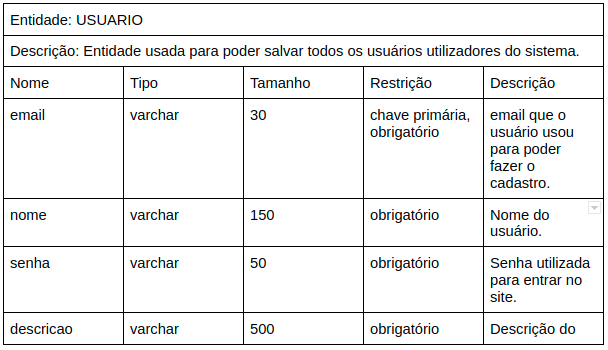 Entidade: USUARIO
Descrição: Entidade usada para poder salvar todos os usuários utilizadores do sistema.
Nome Tipo Tamanho Restrição Descrição
email varchar 30 chave primária, obrigatório email que o
usuário usou
para poder
fazer o
cadastro.
nome varchar 150 obrigatório Nome do
usuário.
senha varchar 50 obrigatório Senha utilizada
para entrar no
site.
descricao varchar 500 obrigatório Descrição do